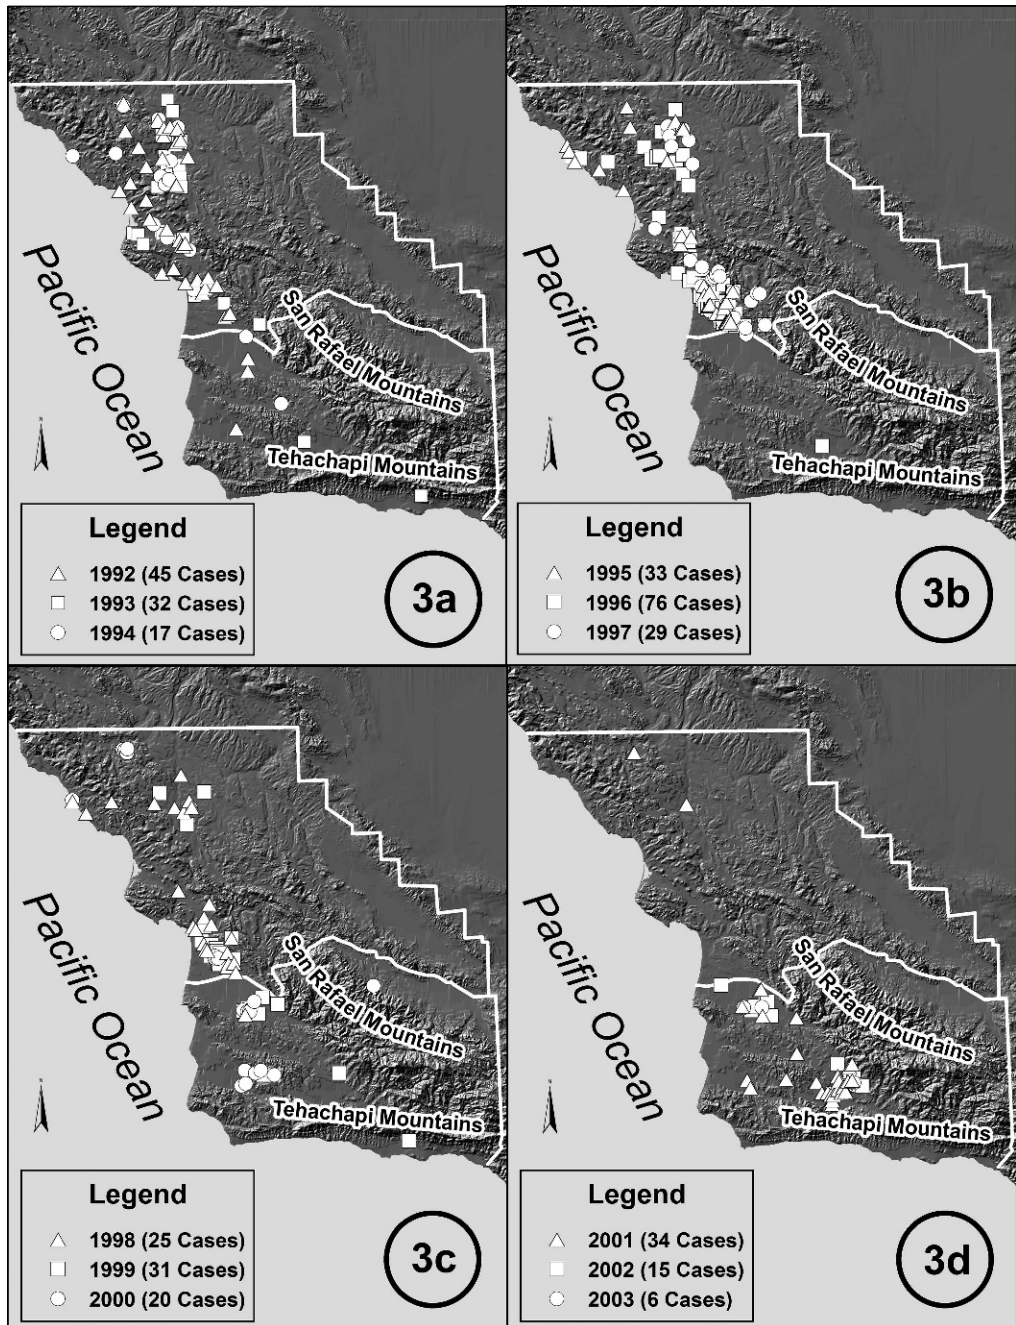 Pacific Ocean
San Rafael Mountains
Tehachapi Mountains
N
Legend
1992 (45 Cases)
1993 (32 Cases)
1994 (17 Cases)
3a
Pacific Ocean
San Rafael Mountains
Tehachapi Mountains
N
Legend
1995 (33 Cases)
1996 (76 Cases)
1997 (29 Cases)
3b
Pacific Ocean
San Rafael Mountains
Tehachapi Mountains
N
Legend
1998 (25 Cases)
1999 (31 Cases)
2000 (20 Cases)
3c
Pacific Ocean
San Rafael Mountains
Tehachapi Mountains
N
Legend
2001 (34 Cases)
2002 (15 Cases)
2003 (6 Cases)
3d